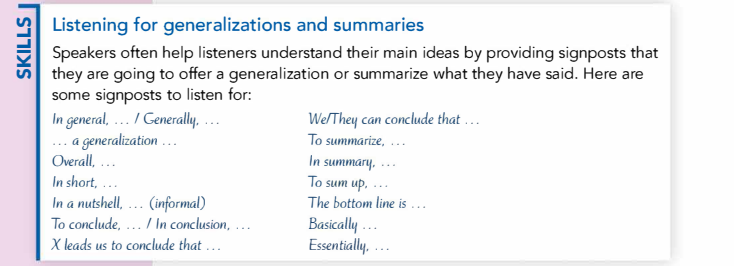 SKILLS
Listening for generalizations and summaries
Speakers often help listeners understand their main ideas by providing signposts that
they are going to offer a generalization or summarize what they have said. Here are
some signposts to listen for:
In general, … / Generally, …
… a generalization …
Overall, …
In short, …
In a nutshell, … (informal)
To conclude, … / In conclusion, …
X leads us to conclude that …
We/They can conclude that …
To summarize, …
In summary, …
To sum up, …
The bottom line is …
Basically …
Essentially, …